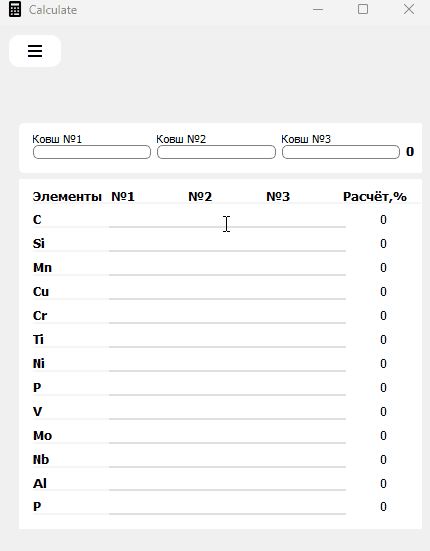 Calculate
Ковш №1 Ковш №2 Ковш №3
0
Элементы №1 №2 №3 Расчёт,%
C 0
Si 0
Mn 0
Cu 0
Cr 0
Ti 0
Ni 0
P 0
V 0
Mo 0
Nb 0
Al 0
P 0